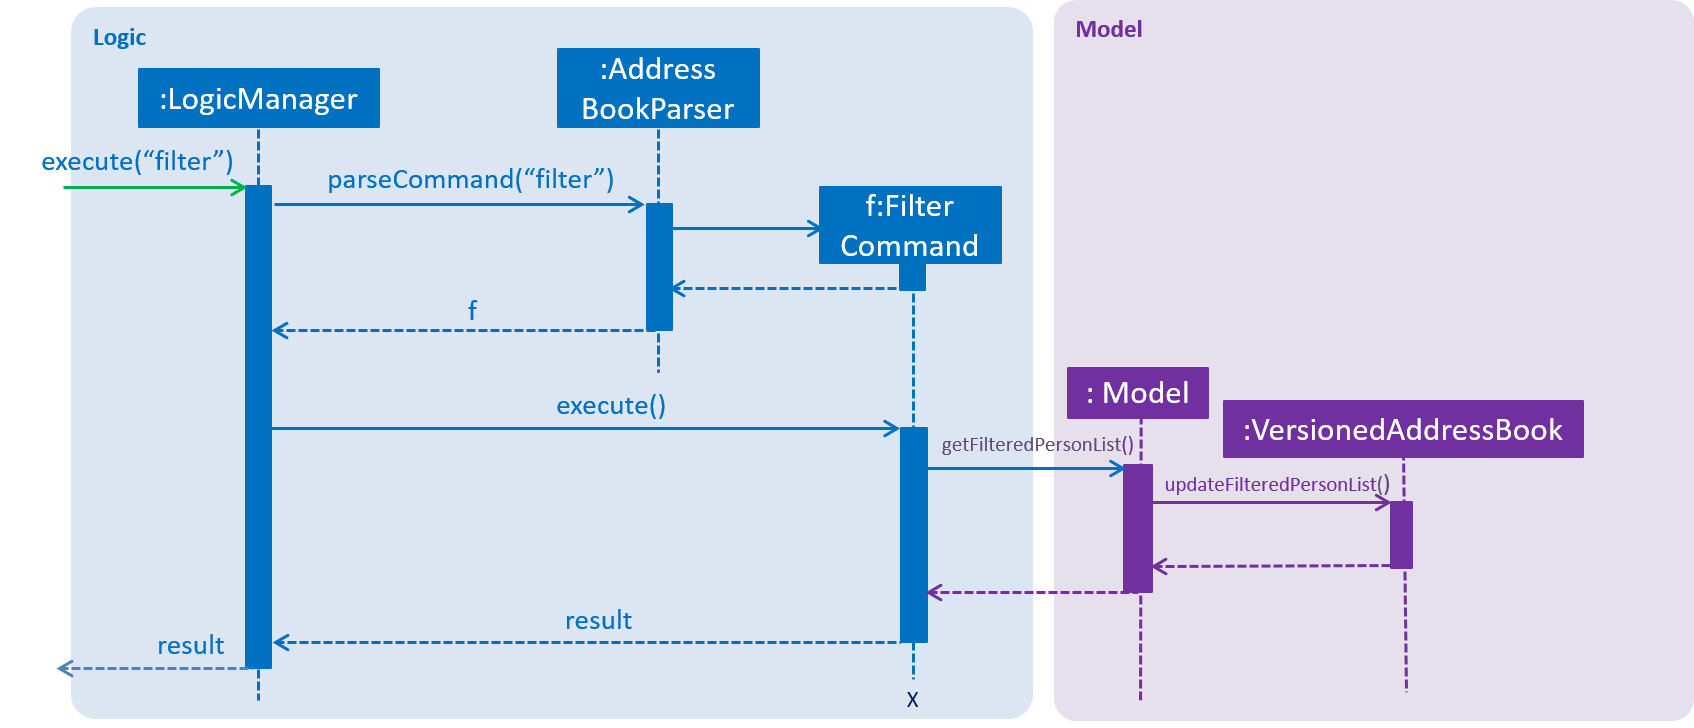 Logic
Model
:LogicManager
:Address
BookParser
execute(“filter”)
parseCommand(“filter”)
f:Filter
Command
f
execute()
: Model
:VersionedAddressBook
getFilteredPersonList()
updateFilteredPersonList()
result
result
X